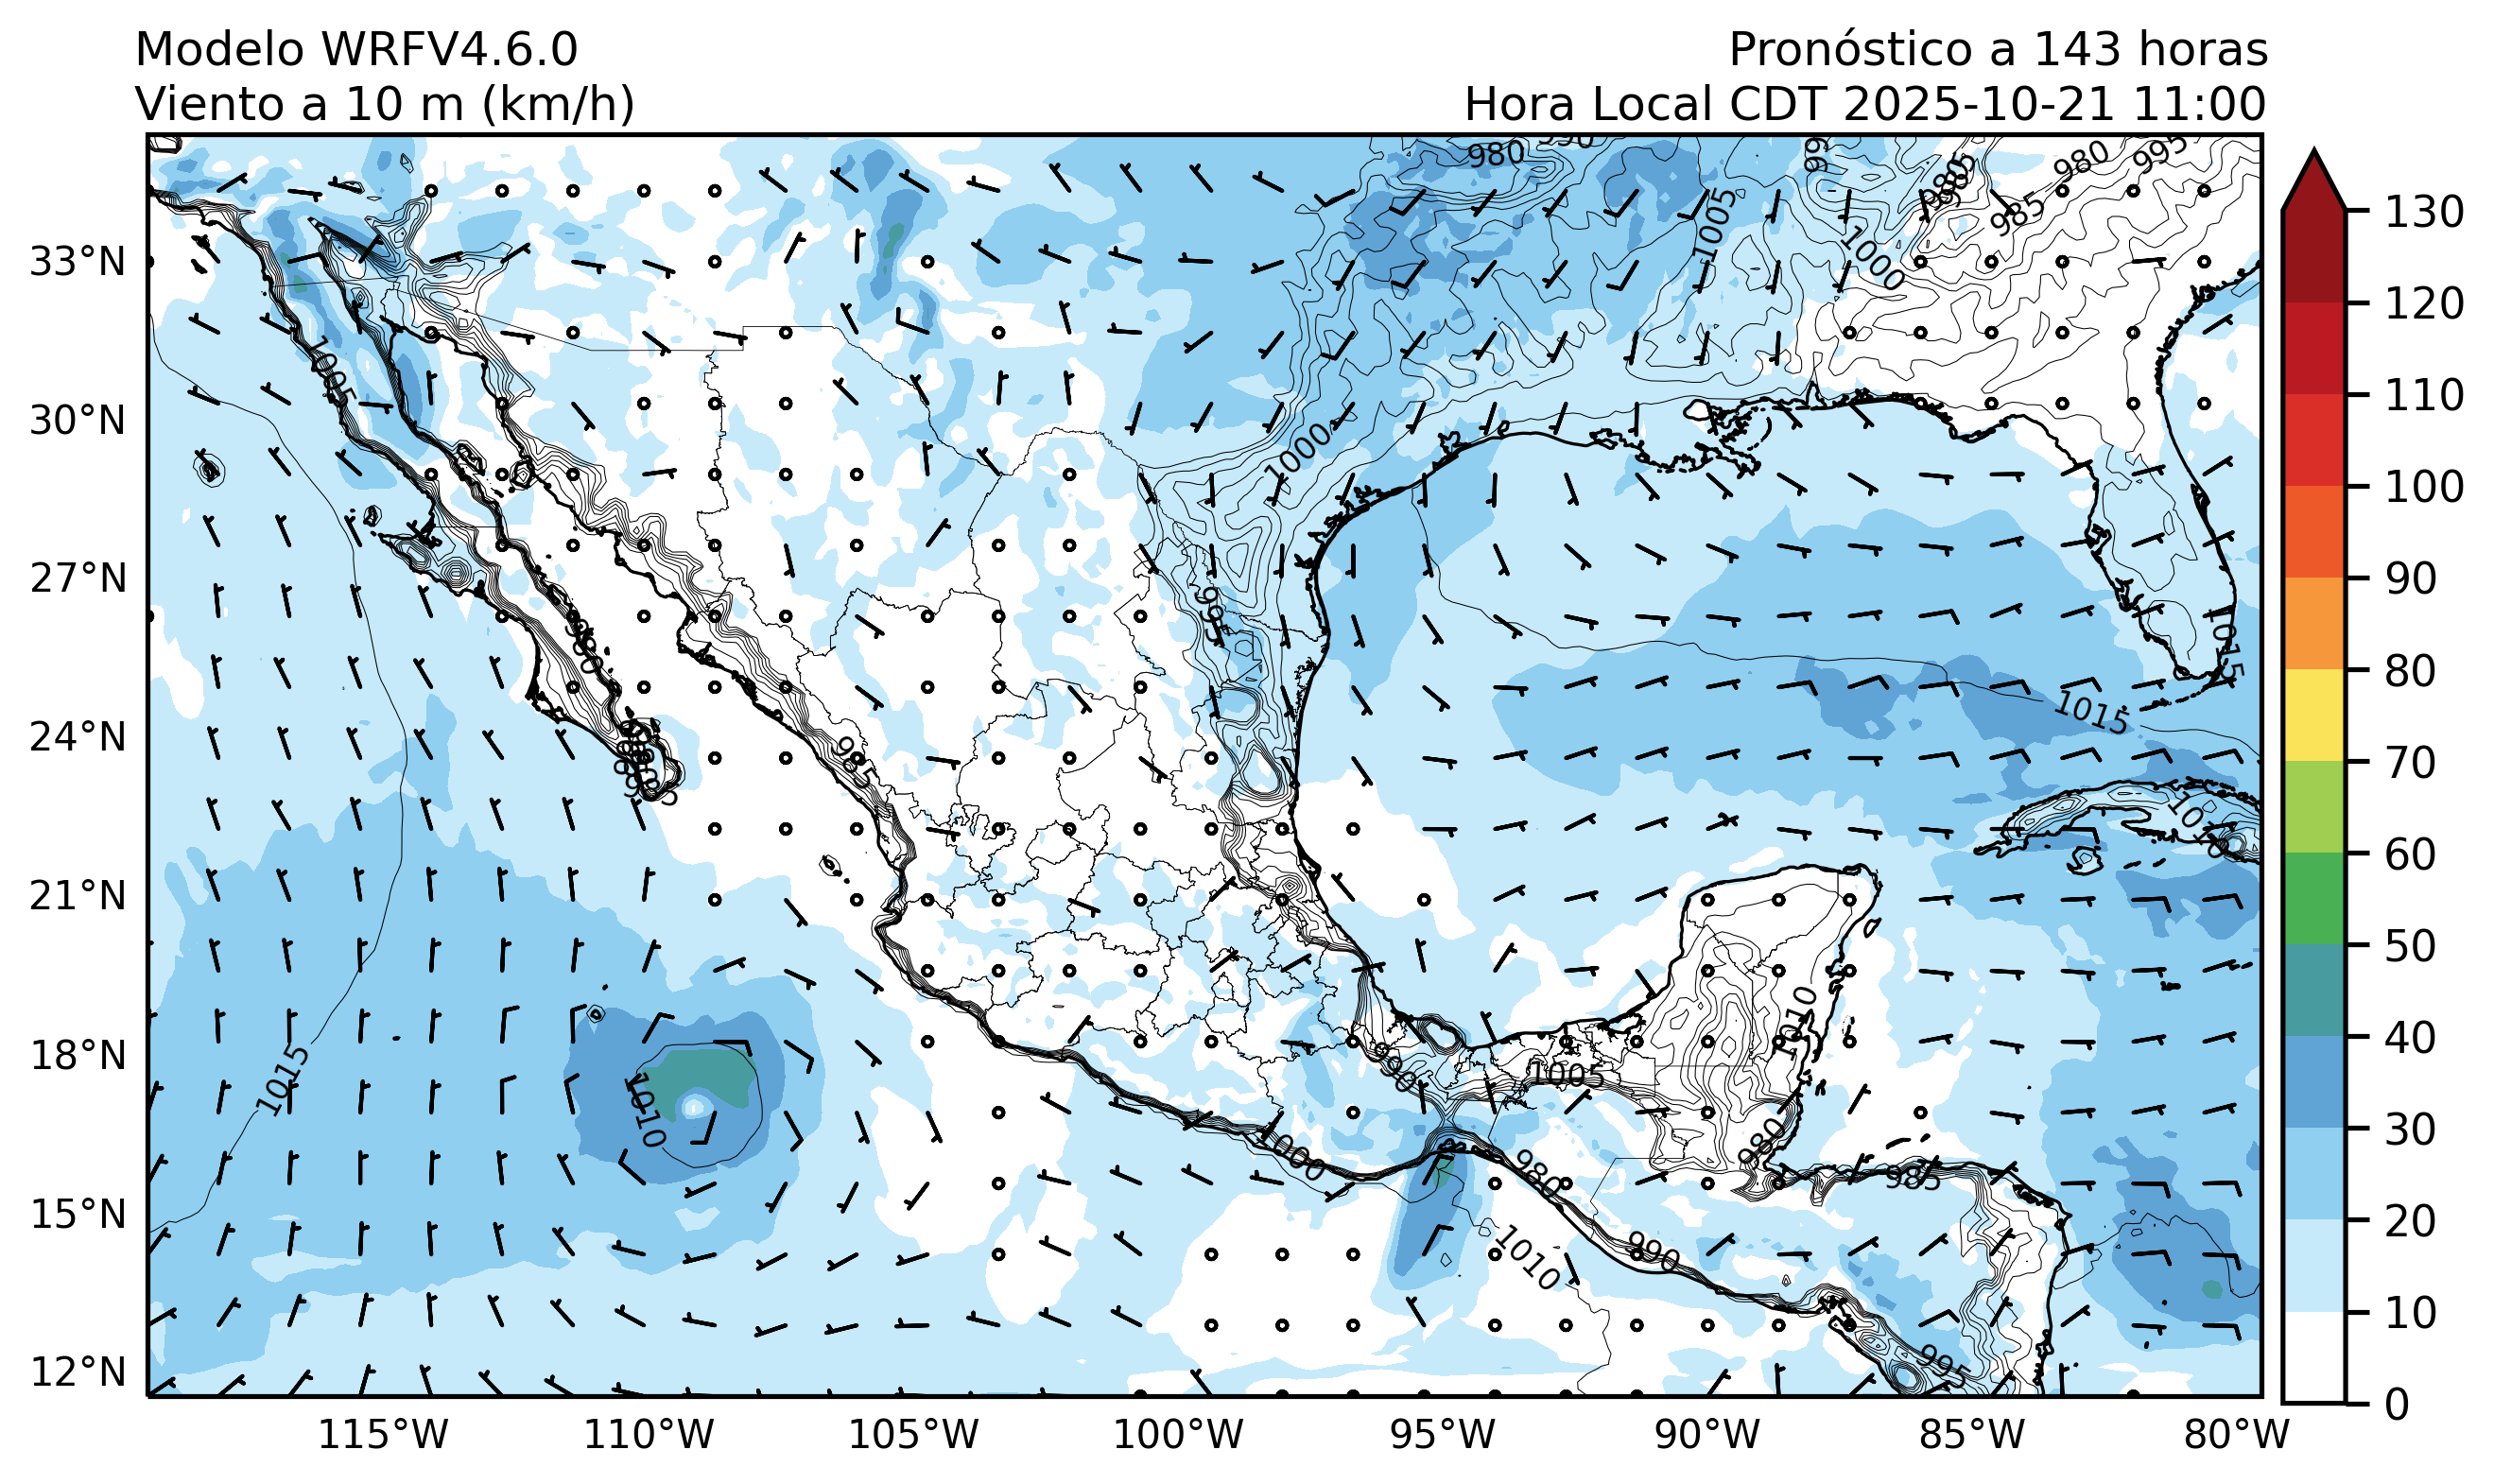 Modelo WRFV4.6.0
Pronóstico a 143 horas
Viento a 10 m (km/h)
Hora Local CDT 2025-10-21 11:00
33°N
30°N
27°N
24°N
21°N
18°N
15°N
12°N
115°W
110°W
105°W
100°W
95°W
90°W
85°W
80°W
130
120
110
100
90
80
70
60
50
40
30
20
10
0
980
990
985
980
995
985
1005
1000
1005
1000
995
1015
1015
985
1015
1010
1010
1005
990
1000
980
980
985
1010
990
995